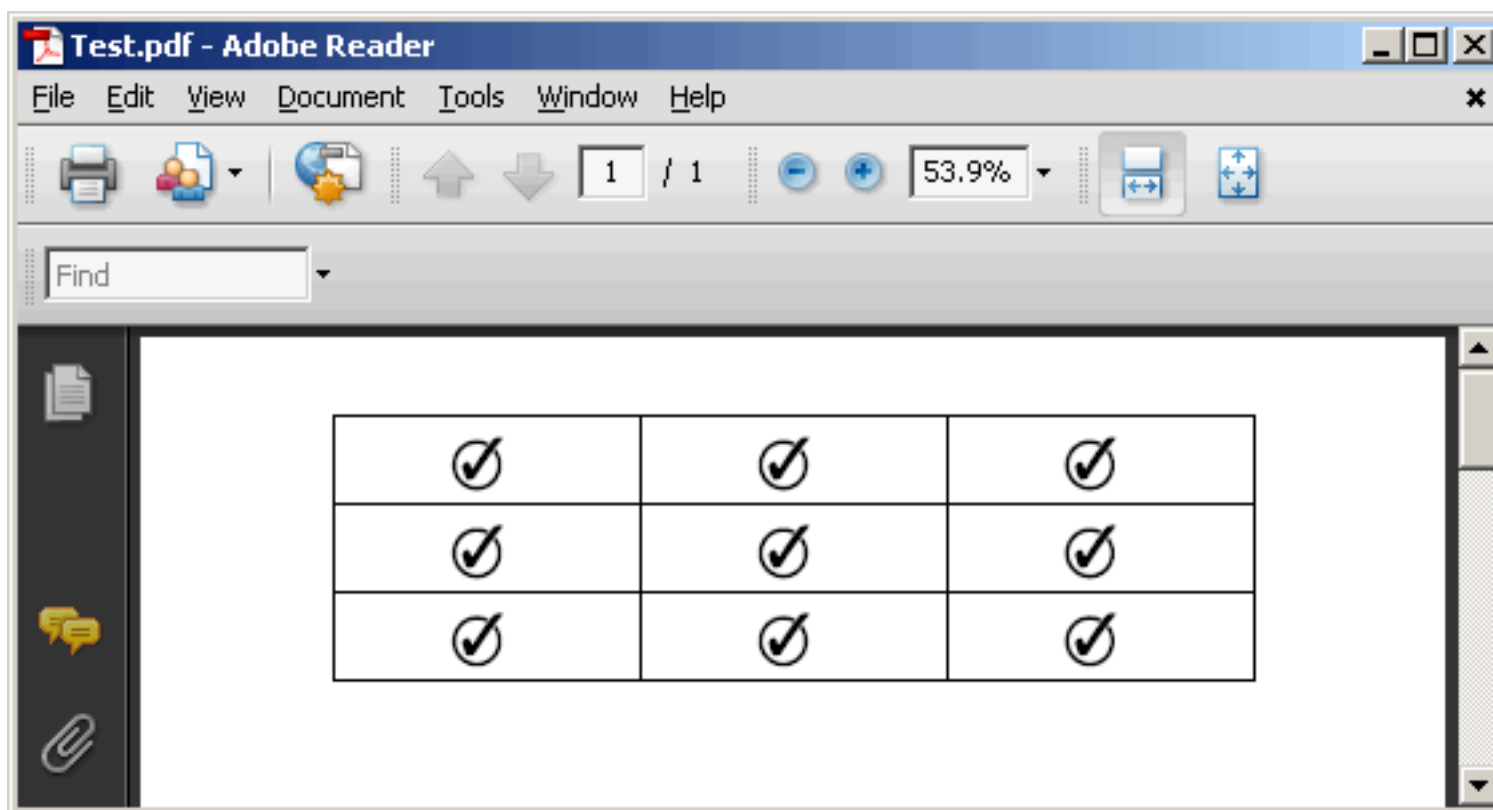 Test.pdf - Adobe Reader
File Edit View Document Tools Window Help
1 / 1 53.9%
Find